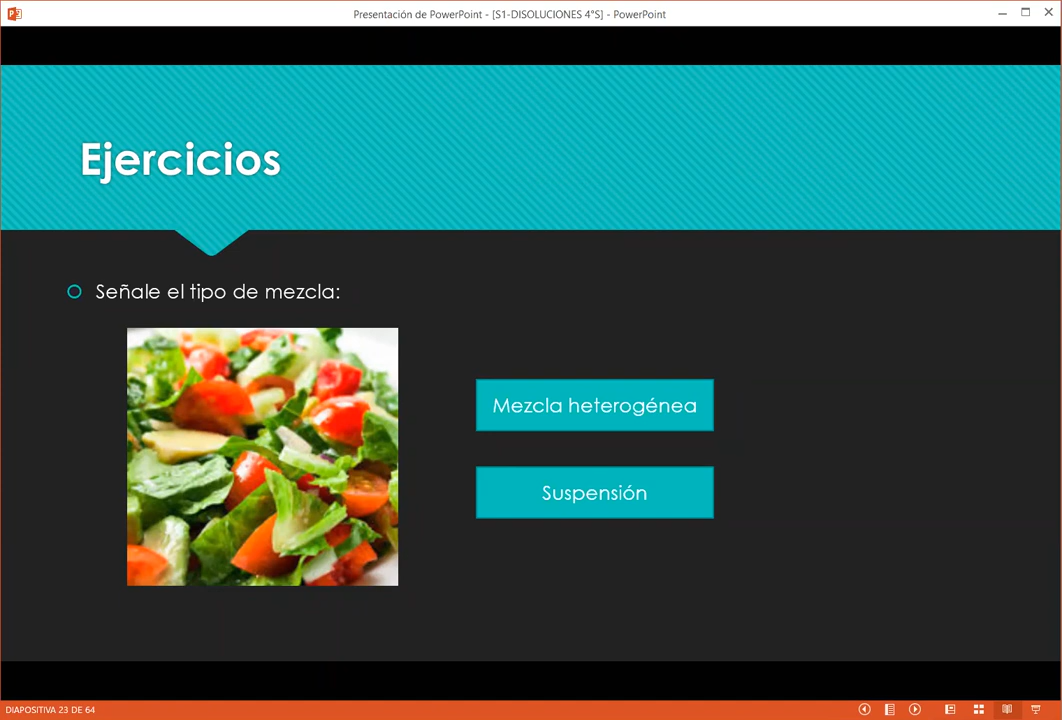 Presentación de PowerPoint - [S1-DISOLUCIONES 4°S] - PowerPoint
Ejercicios
Señale el tipo de mezcla:
Mezcla heterogénea
Suspensión
DIAPOSITIVA 23 DE 64